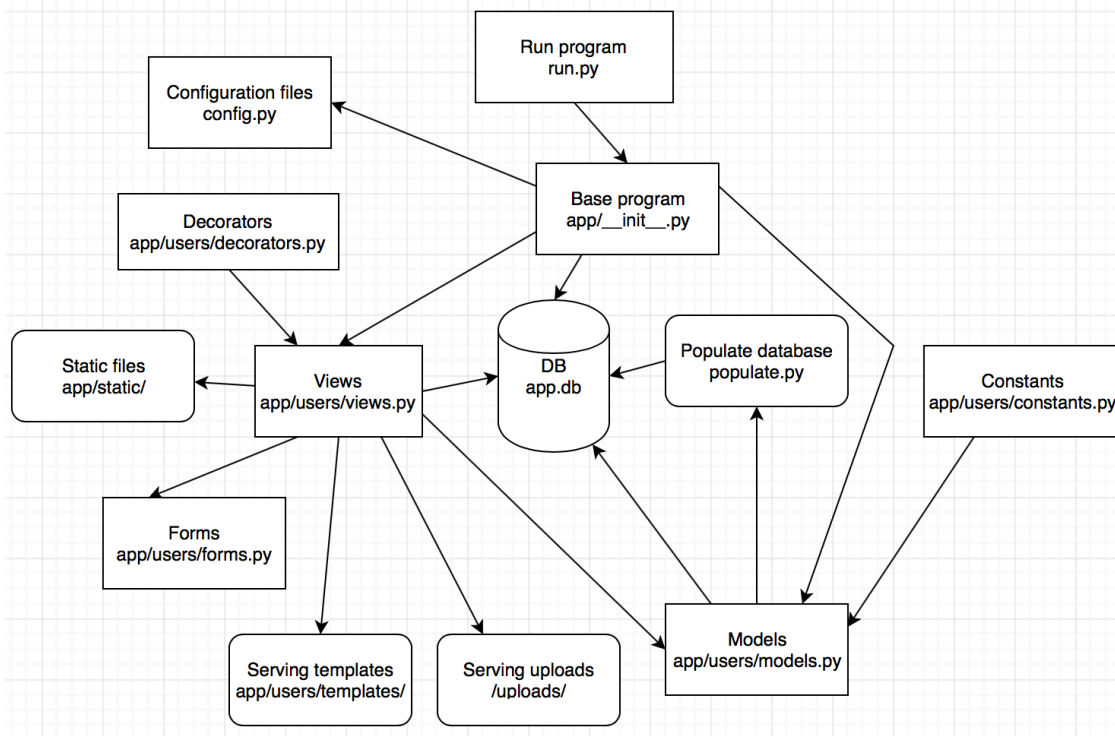 Run program
run.py
Configuration files
config.py
Base program
app/__init__.py
Decorators
app/users/decorators.py
Static files
app/static/
Views
app/users/views.py
DB
app.db
Populate database
populate.py
Constants
app/users/constants.py
Forms
app/users/forms.py
Serving templates
app/users/templates/
Serving uploads
/uploads/
Models
app/users/models.py